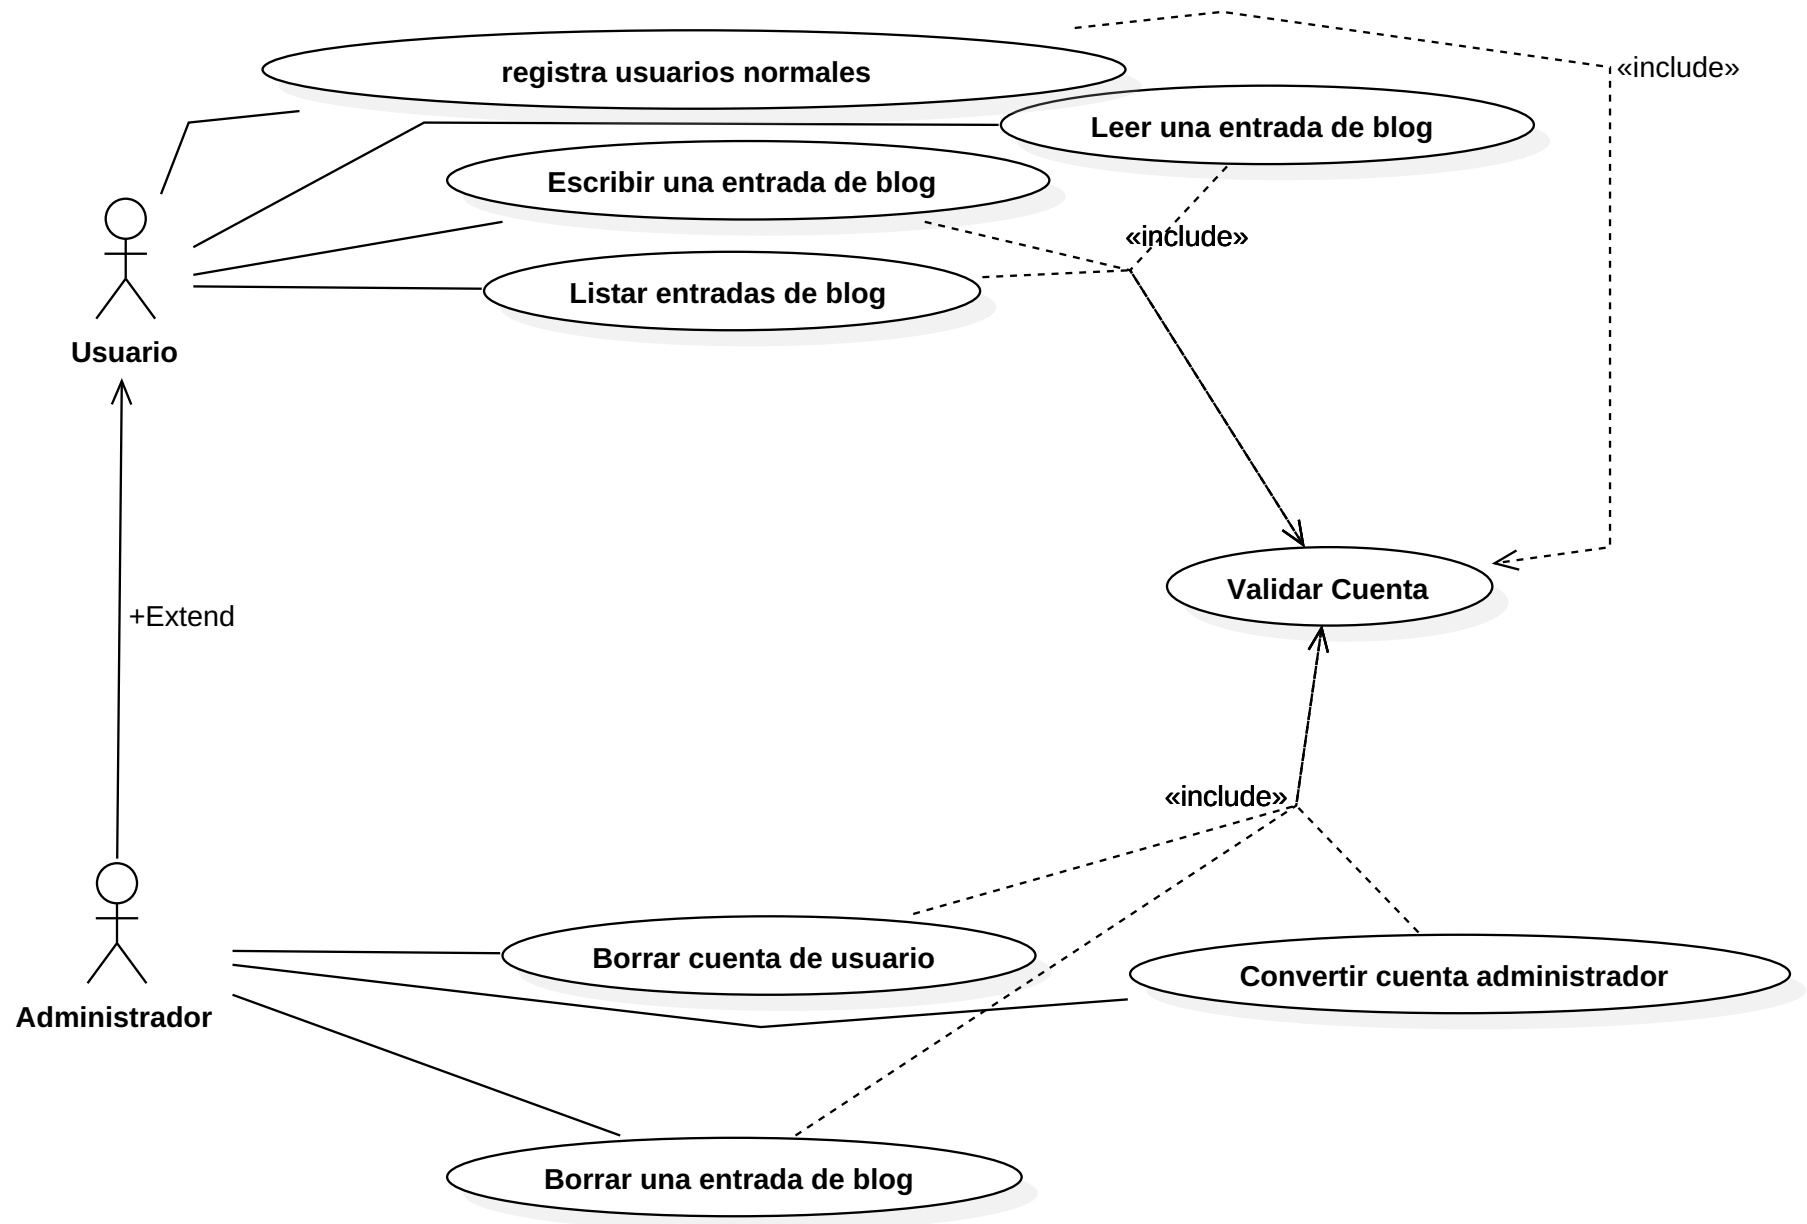 registra usuarios normales
«include»
Leer una entrada de blog
Escribir una entrada de blog
«include»
Listar entradas de blog
Usuario
Validar Cuenta
+Extend
«include»
Borrar cuenta de usuario
Convertir cuenta administrador
Administrador
Borrar una entrada de blog